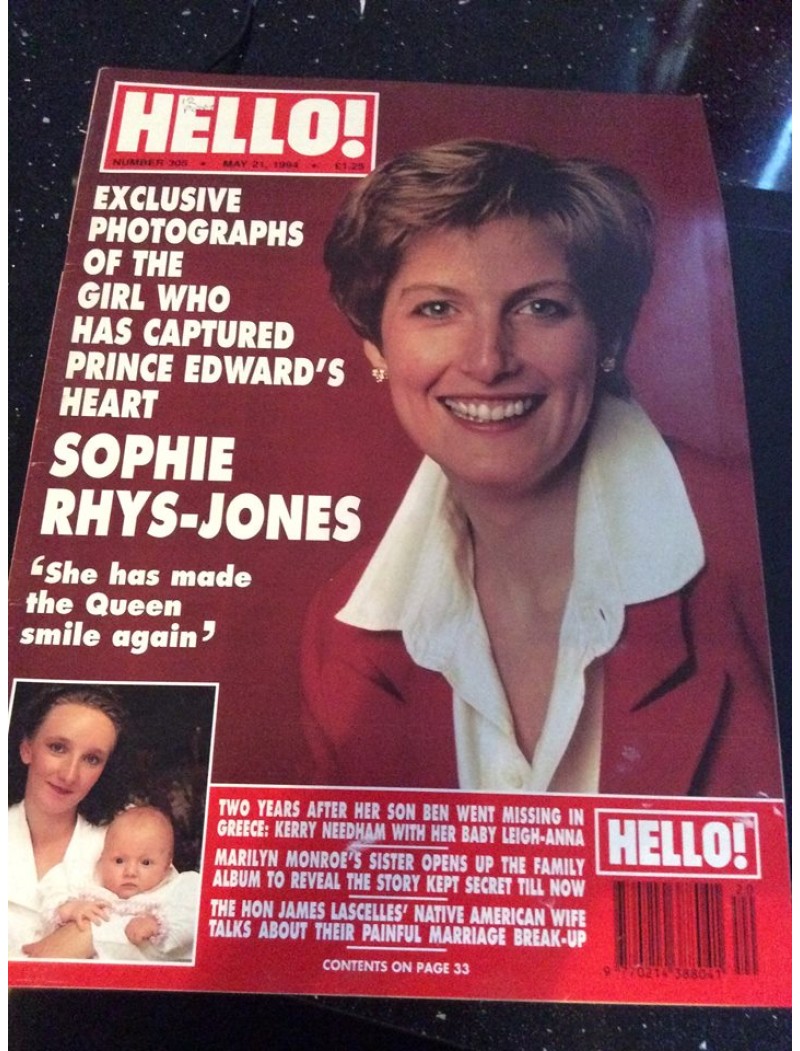 HELLO!
NUMBER 305 • MAY 21, 1994 • £1.25
EXCLUSIVE
PHOTOGRAPHS
OF THE
GIRL WHO
HAS CAPTURED
PRINCE EDWARD'S
HEART
SOPHIE
RHYS-JONES
‘She has made
the Queen
smile again’
TWO YEARS AFTER HER SON BEN WENT MISSING IN
GREECE: KERRY NEEDHAM WITH HER BABY LEIGH-ANNA
MARILYN MONROE'S SISTER OPENS UP THE FAMILY
ALBUM TO REVEAL THE STORY KEPT SECRET TILL NOW
THE HON JAMES LASCELLES' NATIVE AMERICAN WIFE
TALKS ABOUT THEIR PAINFUL MARRIAGE BREAK-UP
CONTENTS ON PAGE 33
HELLO!
20
9 770214 388041